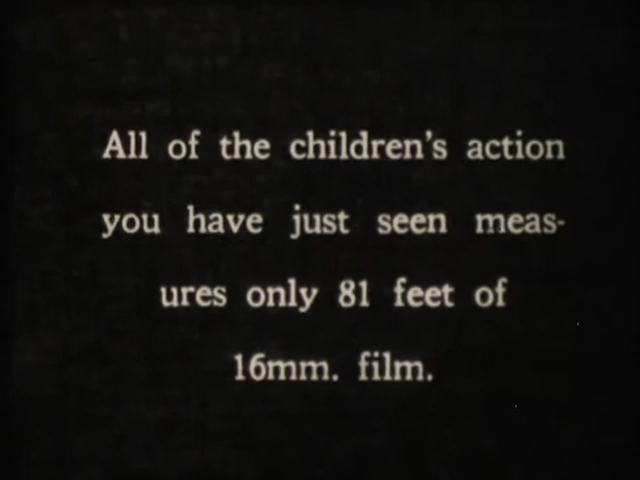 All of the children's action
you have just seen meas-
ures only 81 feet of
16mm. film.